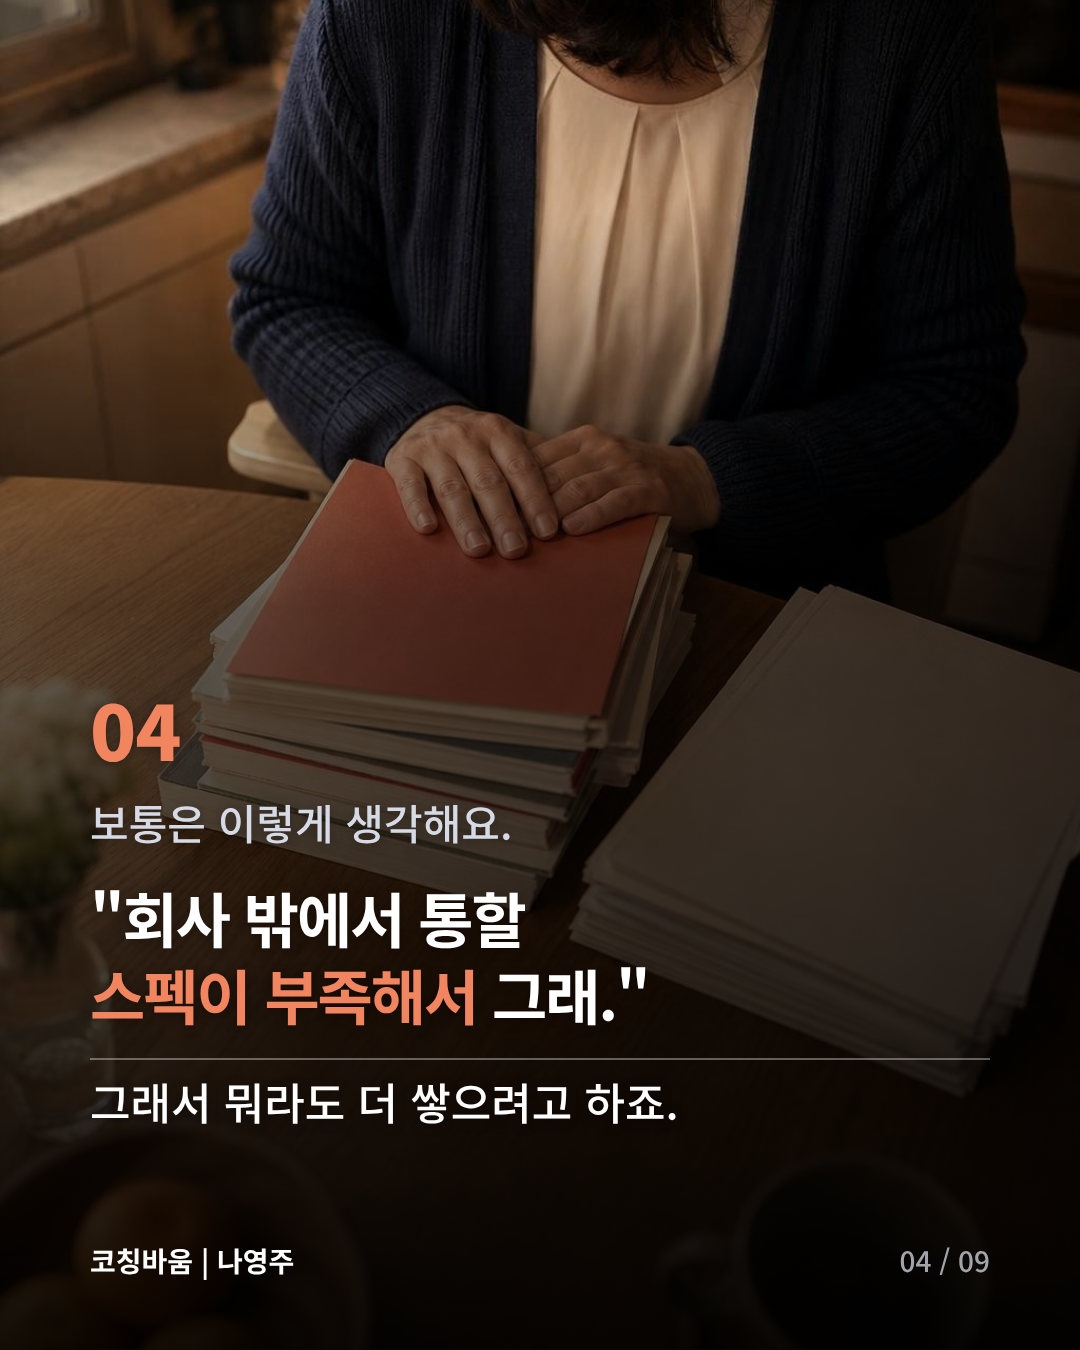 04
보통은 이렇게 생각해요.
"회사 밖에서 통할
스펙이 부족해서 그래."
그래서 뭐라도 더 쌓으려고 하죠.
코칭바움 | 나영주
04 / 09